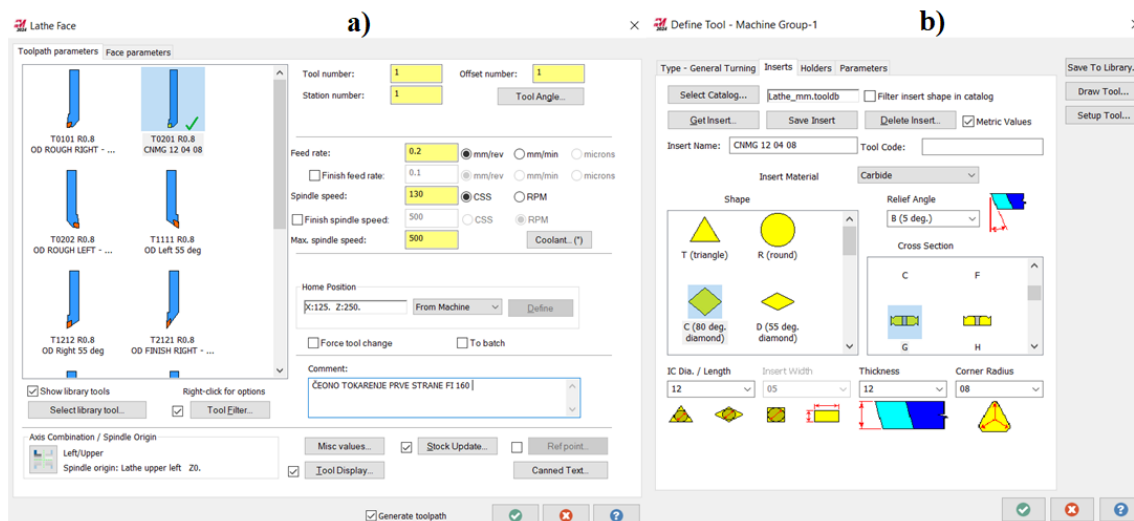 a)
Lathe Face
Toolpath parameters Face parameters
T0101 R0.8
OD ROUGH RIGHT - ...
T0201 R0.8
CNMG 12 04 08
T0202 R0.8
OD ROUGH LEFT - ...
T1111 R0.8
OD Left 55 deg
T1212 R0.8
OD Right 55 deg
T2121 R0.8
OD FINISH RIGHT - ...
Show library tools
Right-click for options
Select library tool...
Tool Filter...
Axis Combination / Spindle Origin
Left/Upper
Spindle origin: Lathe upper left Z0.
Tool number: 1 Offset number: 1
Station number: 1 Tool Angle...
Feed rate: 0.2 mm/rev mm/min microns
Finish feed rate: 0.1 mm/rev mm/min microns
Spindle speed: 130 CSS RPM
Finish spindle speed: 500 CSS RPM
Max. spindle speed: 500 Coolant... (*)
Home Position
X:125. Z:250. From Machine Define
Force tool change To batch
Comment:
ČEONO TOKARENJE PRVE STRANE FI 160
Misc values... Stock Update... Ref point...
Tool Display... Canned Text...
Generate toolpath
b)
Define Tool - Machine Group-1
Type - General Turning Inserts Holders Parameters
Save To Library...
Draw Tool...
Setup Tool...
Select Catalog... Lathe_mm.tooldb Filter insert shape in catalog
Get Insert... Save Insert Delete Insert... Metric Values
Insert Name: CNMG 12 04 08 Tool Code:
Insert Material Carbide
Shape
T (triangle) R (round)
C (80 deg. diamond)
D (55 deg. diamond)
Relief Angle
B (5 deg.)
Cross Section
C F
G H
IC Dia. / Length Insert Width Thickness Corner Radius
12 05 12 08